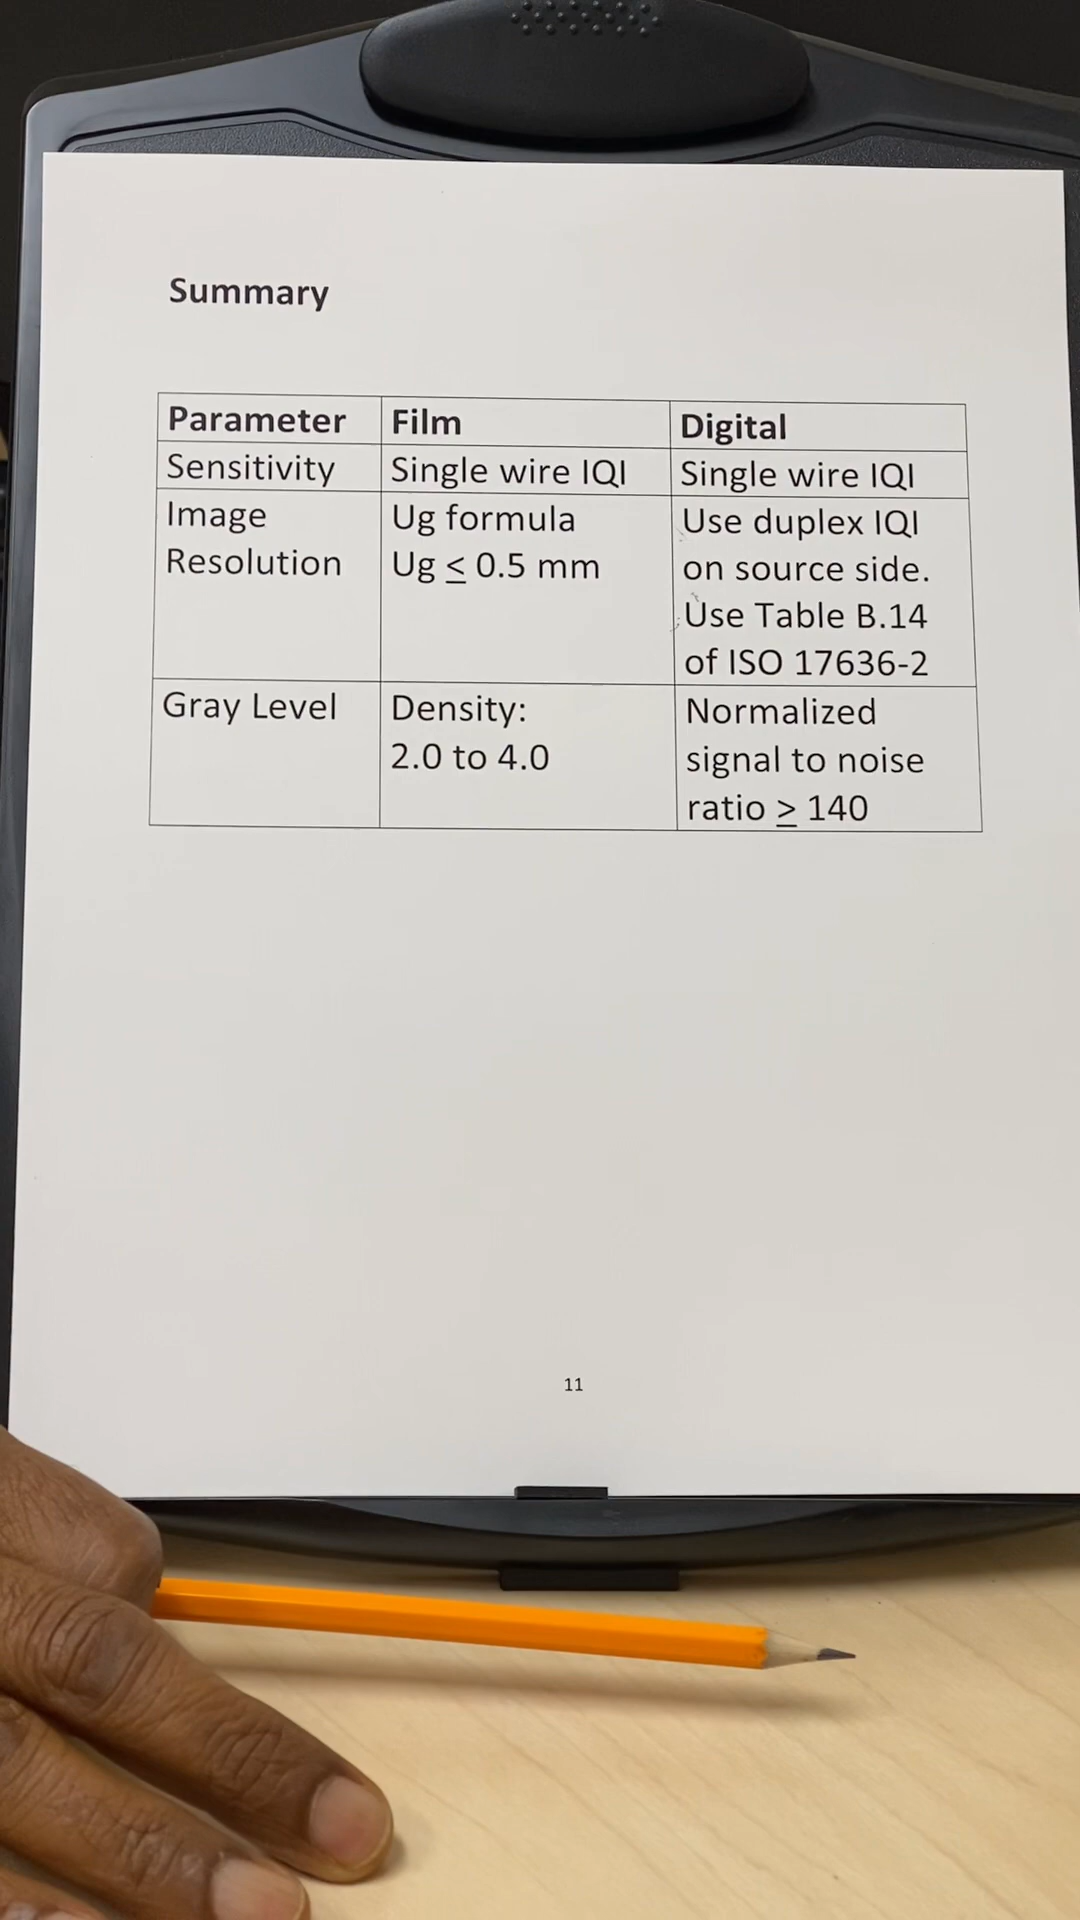 Summary
Parameter Film Digital
Sensitivity Single wire IQI Single wire IQI
Image Resolution
Ug formula
Ug ≤ 0.5 mm
Use duplex IQI
on source side.
Use Table B.14
of ISO 17636-2
Gray Level
Density:
2.0 to 4.0
Normalized
signal to noise
ratio ≥ 140
11